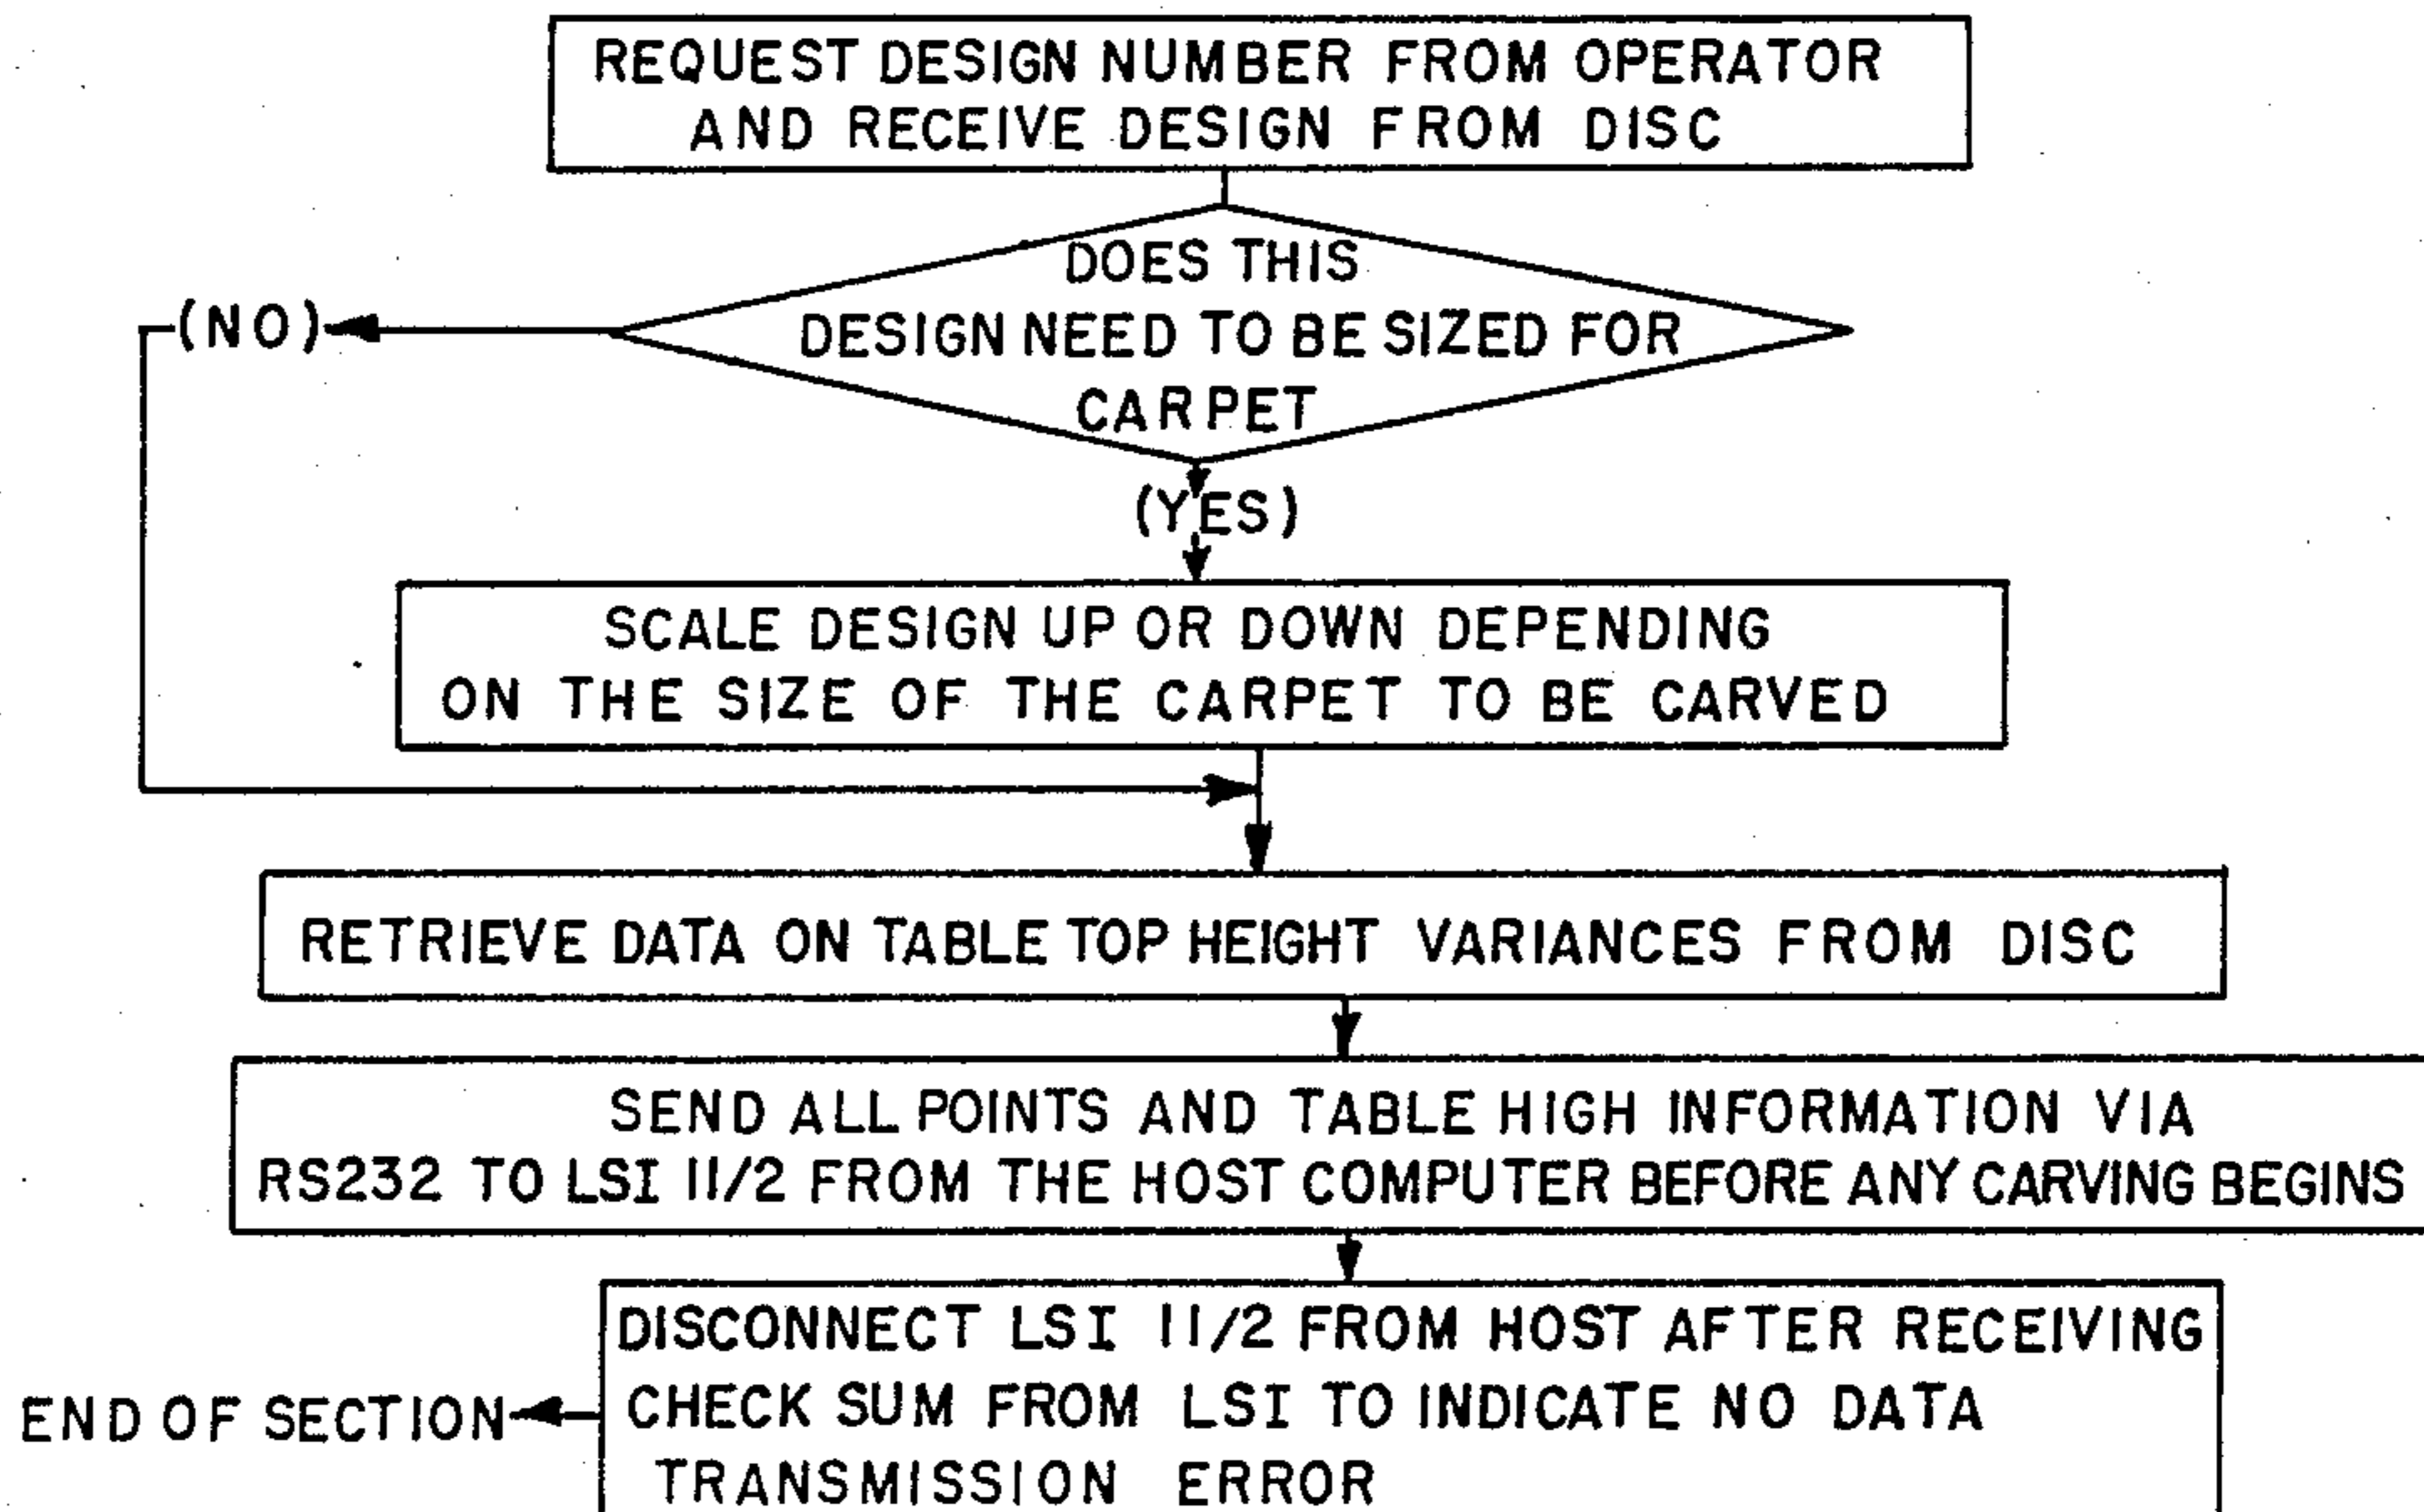 REQUEST DESIGN NUMBER FROM OPERATOR
AND RECEIVE DESIGN FROM DISC
DOES THIS
DESIGN NEED TO BE SIZED FOR
CARPET
(NO)
(YES)
SCALE DESIGN UP OR DOWN DEPENDING
ON THE SIZE OF THE CARPET TO BE CARVED
RETRIEVE DATA ON TABLE TOP HEIGHT VARIANCES FROM DISC
SEND ALL POINTS AND TABLE HIGH INFORMATION VIA
RS232 TO LSI 11/2 FROM THE HOST COMPUTER BEFORE ANY CARVING BEGINS
DISCONNECT LSI 11/2 FROM HOST AFTER RECEIVING
CHECK SUM FROM LSI TO INDICATE NO DATA
TRANSMISSION ERROR
END OF SECTION